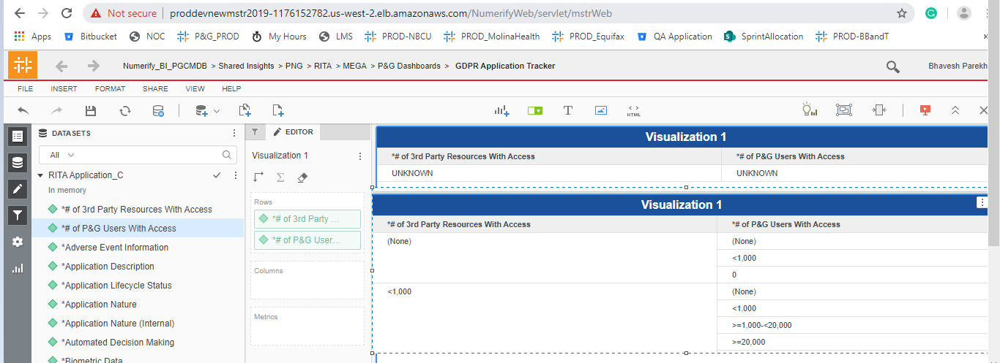 Not secure | proddevnewmstr2019-1176152782.us-west-2.elb.amazonaws.com/NumerifyWeb/servlet/mstrWeb
Apps Bitbucket NOC P&G_PROD My Hours LMS PROD-NBCU PROD_MolinaHealth PROD_Equifax QA Application SprintAllocation PROD-BBandT »
Numerify_BI_PGCMDB > Shared Insights > PNG > RITA > MEGA > P&G Dashboards > GDPR Application Tracker
Bhavesh Parekh
FILE INSERT FORMAT SHARE VIEW HELP
T
HTML
DATASETS
All
RITA Application_C
In memory
*# of 3rd Party Resources With Access
*# of P&G Users With Access
*Adverse Event Information
*Application Description
*Application Lifecycle Status
*Application Nature
*Application Nature (Internal)
*Automated Decision Making
*Biometric Data
EDITOR
Visualization 1
Rows
*# of 3rd Party ...
*# of P&G User...
Columns
Metrics
Visualization 1
*# of 3rd Party Resources With Access *# of P&G Users With Access
UNKNOWN UNKNOWN
Visualization 1
*# of 3rd Party Resources With Access *# of P&G Users With Access
(None) (None)
<1,000
0
<1,000 (None)
<1,000
>=1,000-<20,000
>=20,000